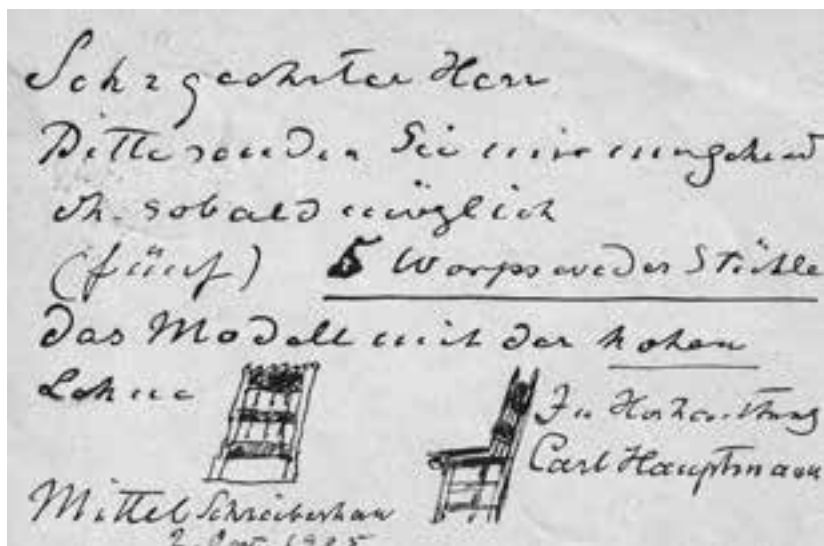 Sehr geehrter Herr
Bitte senden Sie mir umgehend
dh. sobald möglich
(fünf) 5 Worpsweder Stühle
das Modell mit der hohen
Lehne
In Hochachtung
Carl Hauptmann
Mittel Schreiberhau